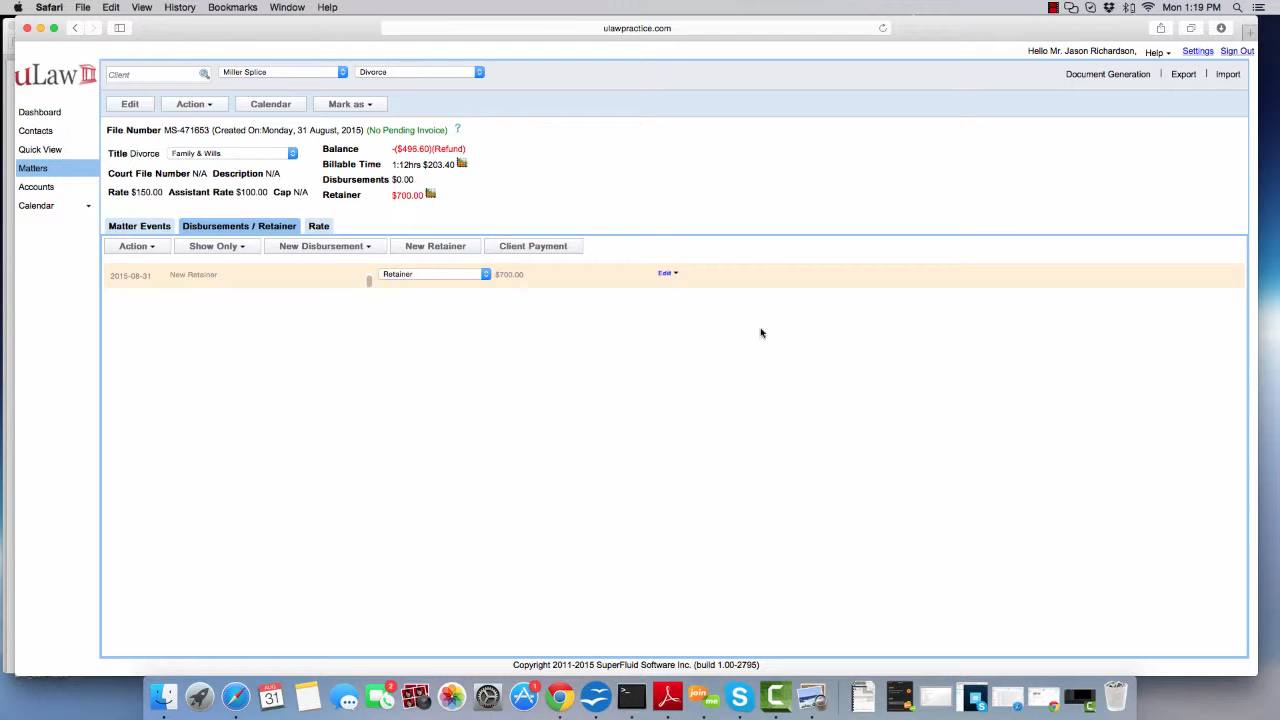 Safari File Edit View History Bookmarks Window Help Mon 1:19 PM
ulawpractice.com
Hello Mr. Jason Richardson, Help Settings Sign Out
uLaw
Client Miller Splice Divorce Document Generation Export Import
Edit Action Calendar Mark as
Dashboard
Contacts
Quick View
Matters
Accounts
Calendar
File Number MS-471653 (Created On:Monday, 31 August, 2015) (No Pending Invoice) ?
Title Divorce Family & Wills
Court File Number N/A Description N/A
Rate $150.00 Assistant Rate $100.00 Cap N/A
Balance -($496.60)(Refund)
Billable Time 1:12hrs $203.40
Disbursements $0.00
Retainer $700.00
Matter Events Disbursements / Retainer Rate
Action Show Only New Disbursement New Retainer Client Payment
2015-08-31 New Retainer Retainer $700.00 Edit
Copyright 2011-2015 SuperFluid Software Inc. (build 1.00-2795)
AUG
31
2
1
join
me